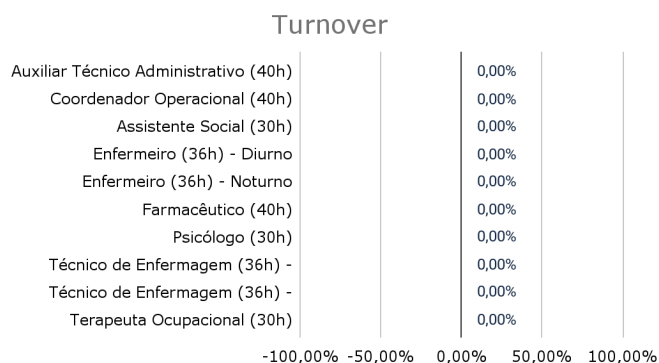 Turnover
Auxiliar Técnico Administrativo (40h) 0,00%
Coordenador Operacional (40h) 0,00%
Assistente Social (30h) 0,00%
Enfermeiro (36h) - Diurno 0,00%
Enfermeiro (36h) - Noturno 0,00%
Farmacêutico (40h) 0,00%
Psicólogo (30h) 0,00%
Técnico de Enfermagem (36h) - 0,00%
Técnico de Enfermagem (36h) - 0,00%
Terapeuta Ocupacional (30h) 0,00%
-100,00% -50,00% 0,00% 50,00% 100,00%